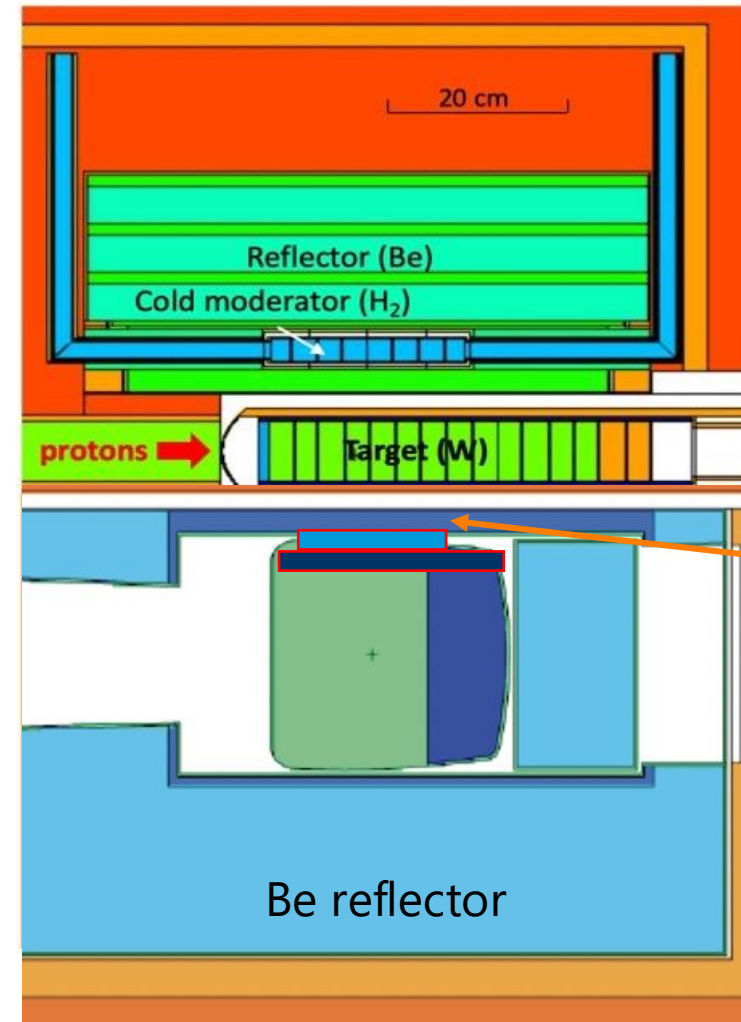 20 cm
Reflector (Be)
Cold moderator (H₂)
protons
Target (W)
Be reflector